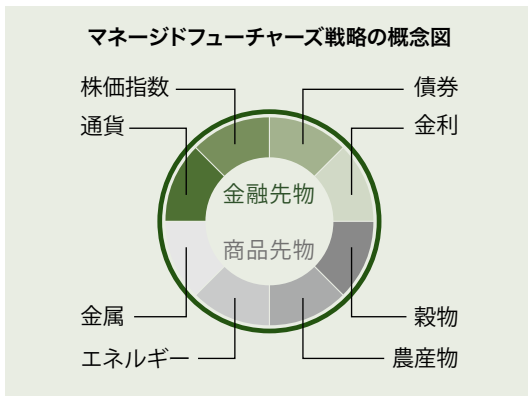 マネージドフューチャーズ戦略の概念図
株価指数
債券
通貨
金利
金融先物
商品先物
金属
穀物
エネルギー
農産物